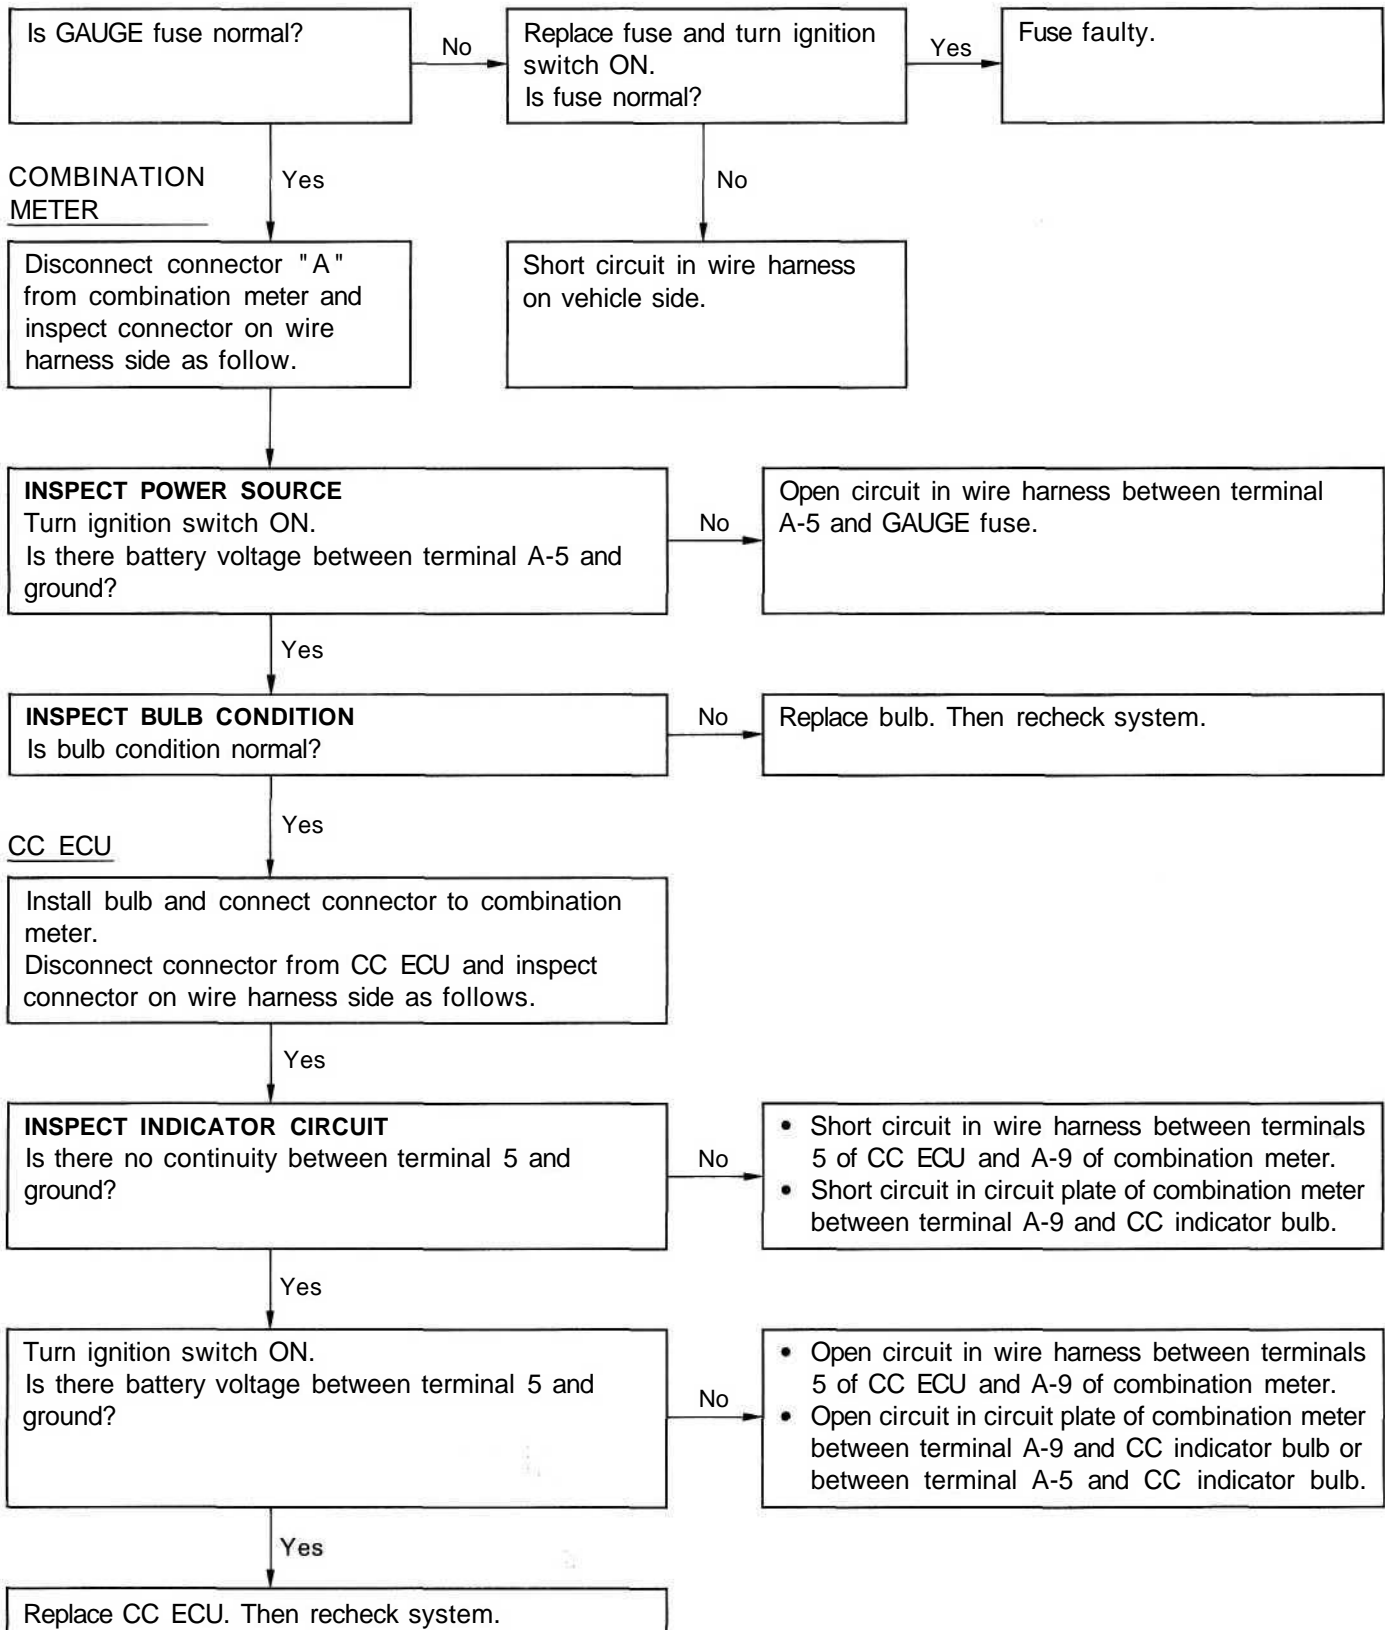 Is GAUGE fuse normal?
No
Replace fuse and turn ignition
switch ON.
Is fuse normal?
Yes
Fuse faulty.
COMBINATION
METER
Yes
No
Disconnect connector "A"
from combination meter and
inspect connector on wire
harness side as follow.
Short circuit in wire harness
on vehicle side.
INSPECT POWER SOURCE
Turn ignition switch ON.
Is there battery voltage between terminal A-5 and
ground?
No
Open circuit in wire harness between terminal
A-5 and GAUGE fuse.
Yes
INSPECT BULB CONDITION
Is bulb condition normal?
No
Replace bulb. Then recheck system.
Yes
CC ECU
Install bulb and connect connector to combination
meter.
Disconnect connector from CC ECU and inspect
connector on wire harness side as follows.
Yes
INSPECT INDICATOR CIRCUIT
Is there no continuity between terminal 5 and
ground?
No
• Short circuit in wire harness between terminals
5 of CC ECU and A-9 of combination meter.
• Short circuit in circuit plate of combination meter
between terminal A-9 and CC indicator bulb.
Yes
Turn ignition switch ON.
Is there battery voltage between terminal 5 and
ground?
No
• Open circuit in wire harness between terminals
5 of CC ECU and A-9 of combination meter.
• Open circuit in circuit plate of combination meter
between terminal A-9 and CC indicator bulb or
between terminal A-5 and CC indicator bulb.
Yes
Replace CC ECU. Then recheck system.